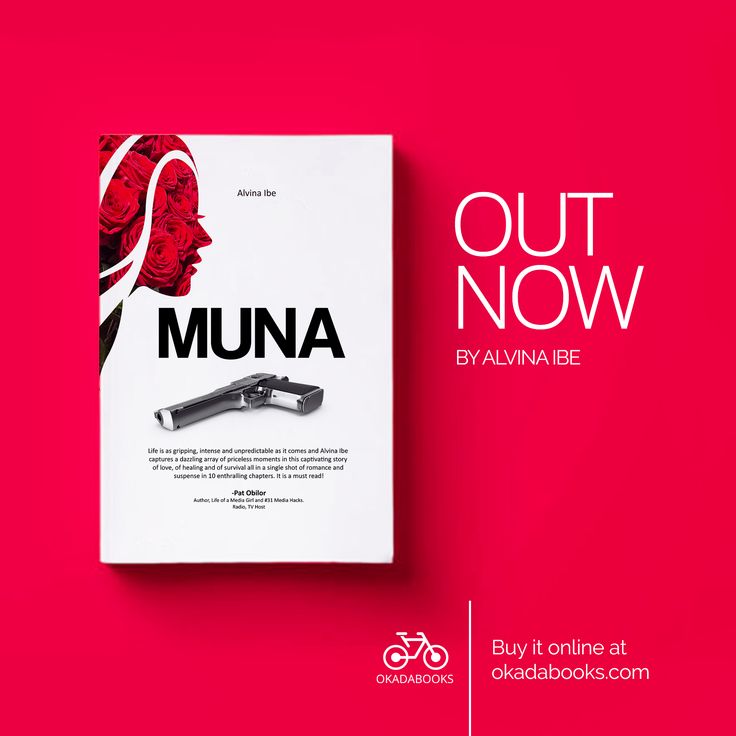 Alvina Ibe
MUNA
Life is as gripping, intense and unpredictable as it comes and Alvina Ibe
captures a dazzling array of priceless moments in this captivating story
of love, of healing and of survival all in a single shot of romance and
suspense in 10 enthralling chapters. It is a must read!
-Pat Obilor
Author, Life of a Media Girl and #31 Media Hacks.
Radio, TV Host
OUT
NOW
BY ALVINA IBE
OKADABOOKS
Buy it online at
okadabooks.com